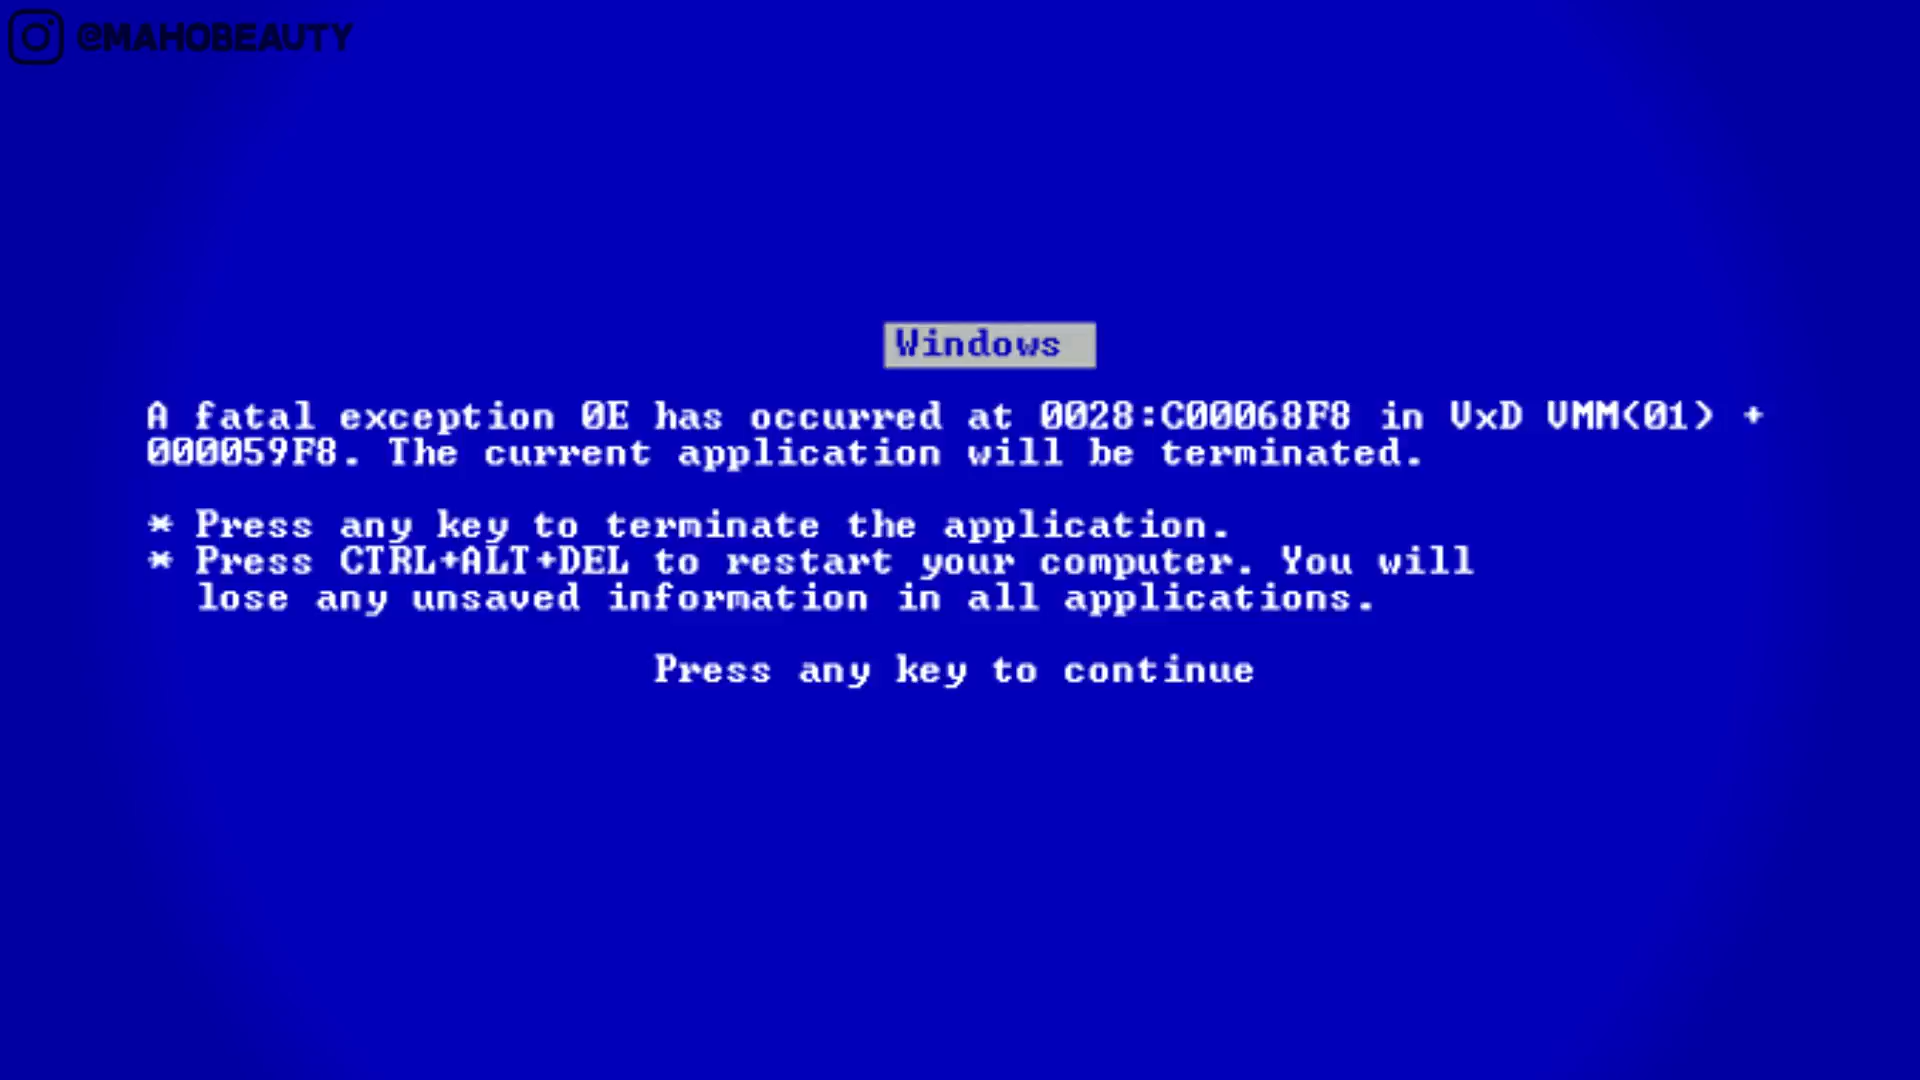 @MAHOBEAUTY
Windows
A fatal exception 0E has occurred at 0028:C00068F8 in VxD VMM(01) +
000059F8. The current application will be terminated.
* Press any key to terminate the application.
* Press CTRL+ALT+DEL to restart your computer. You will
lose any unsaved information in all applications.
Press any key to continue